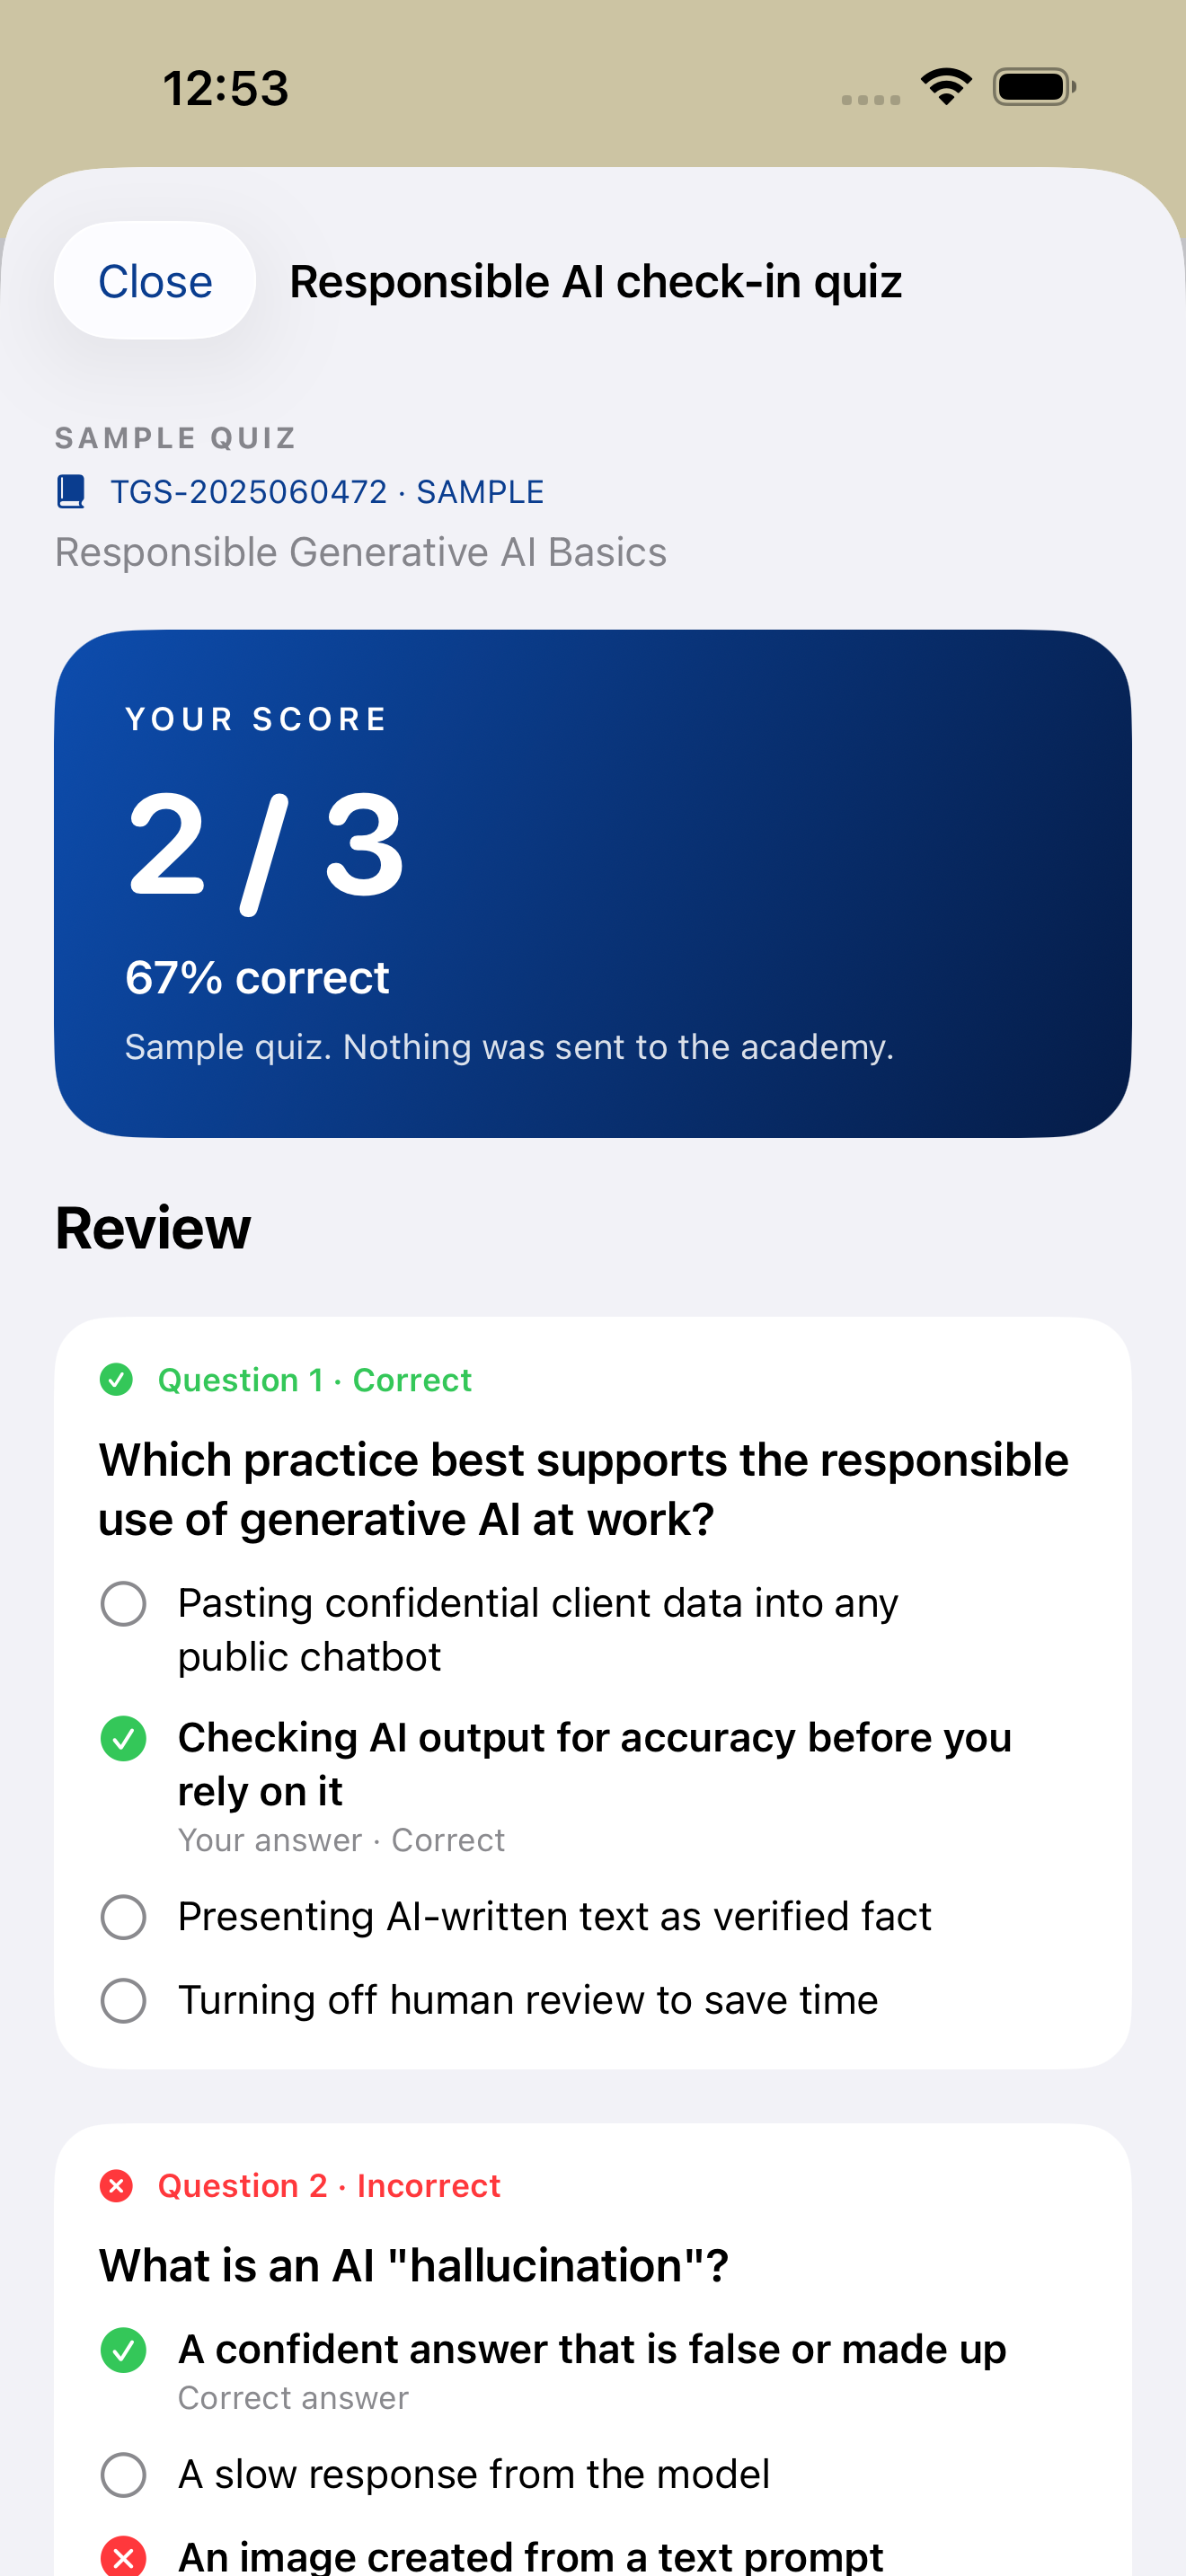 12:53
Close
Responsible AI check-in quiz
SAMPLE QUIZ
TGS-2025060472 · SAMPLE
Responsible Generative AI Basics
YOUR SCORE
2 / 3
67% correct
Sample quiz. Nothing was sent to the academy.
Review
Question 1 · Correct
Which practice best supports the responsible
use of generative AI at work?
Pasting confidential client data into any
public chatbot
Checking AI output for accuracy before you
rely on it
Your answer · Correct
Presenting AI-written text as verified fact
Turning off human review to save time
Question 2 · Incorrect
What is an AI "hallucination"?
A confident answer that is false or made up
Correct answer
A slow response from the model
An image created from a text prompt